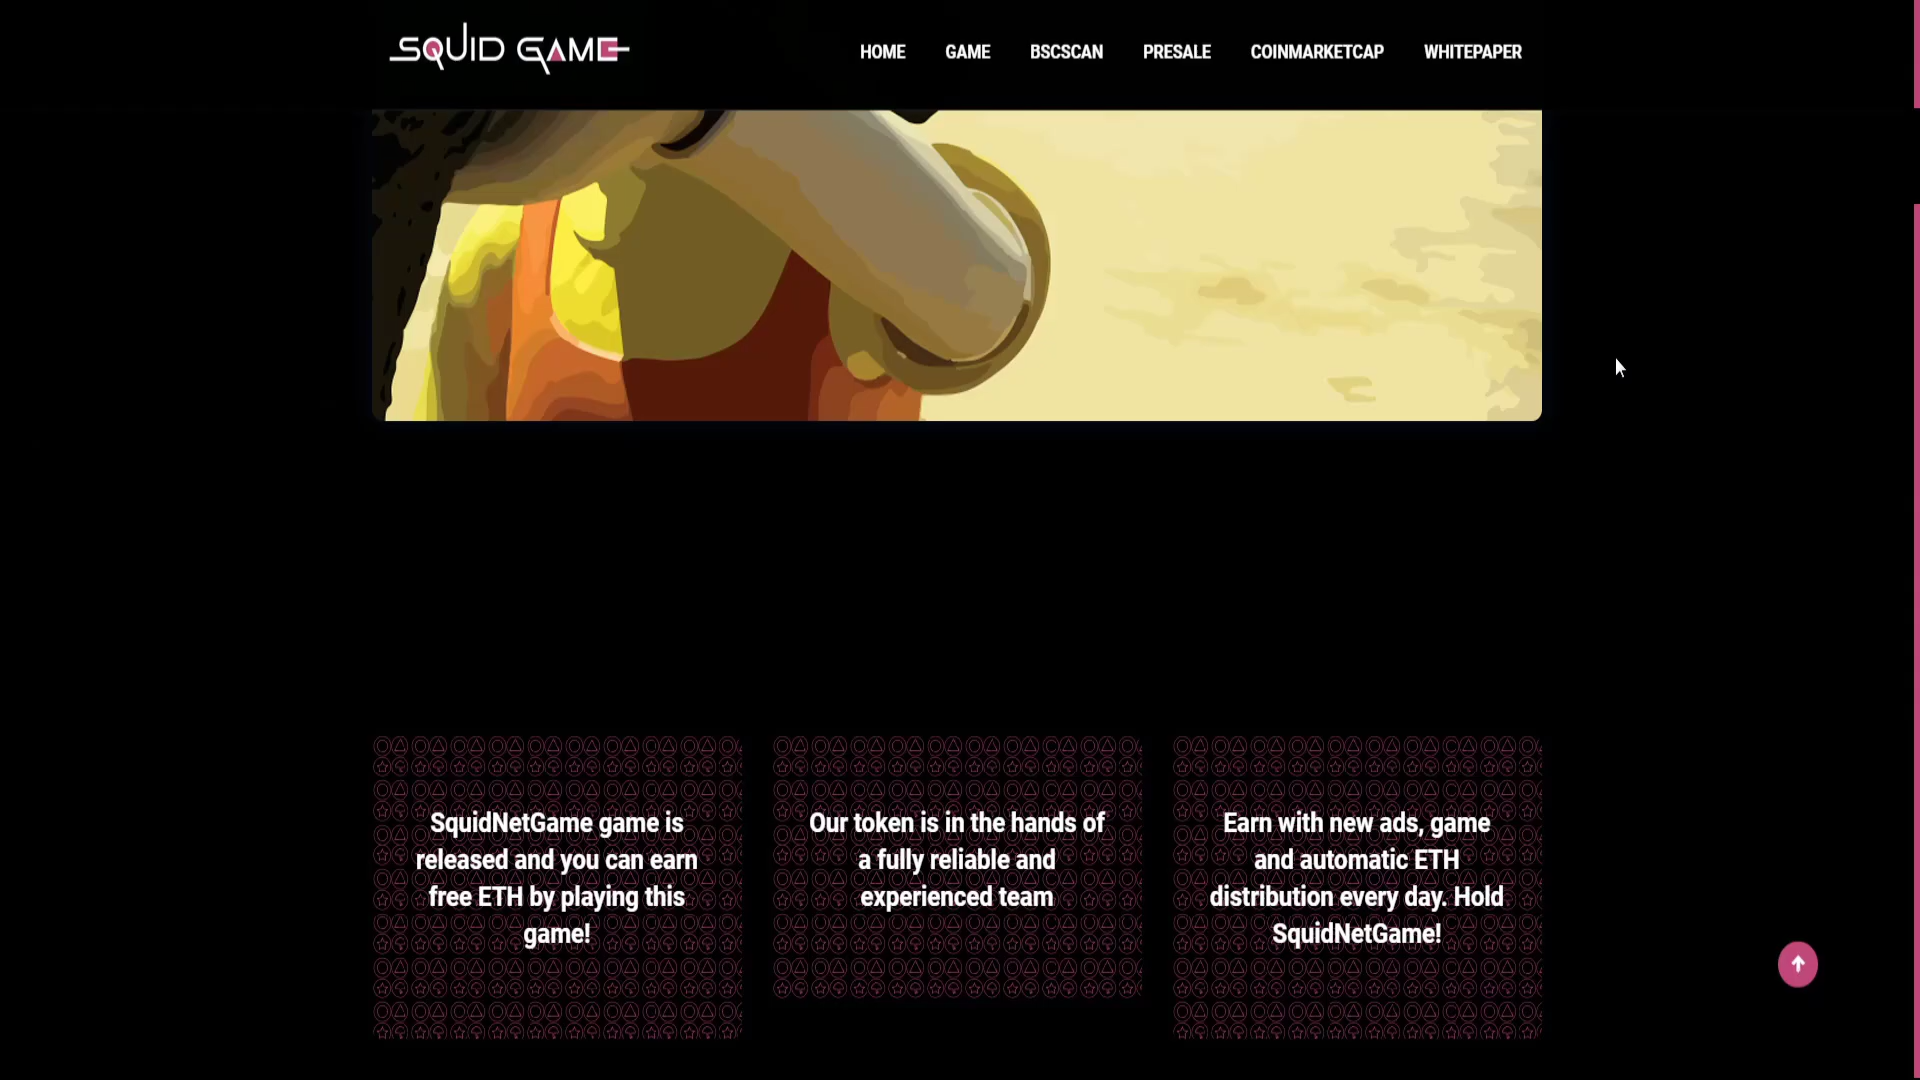 SQUID GAME
HOME GAME BSCSCAN PRESALE COINMARKETCAP WHITEPAPER
SquidNetGame game is
released and you can earn
free ETH by playing this
game!
Our token is in the hands of
a fully reliable and
experienced team
Earn with new ads, game
and automatic ETH
distribution every day. Hold
SquidNetGame!